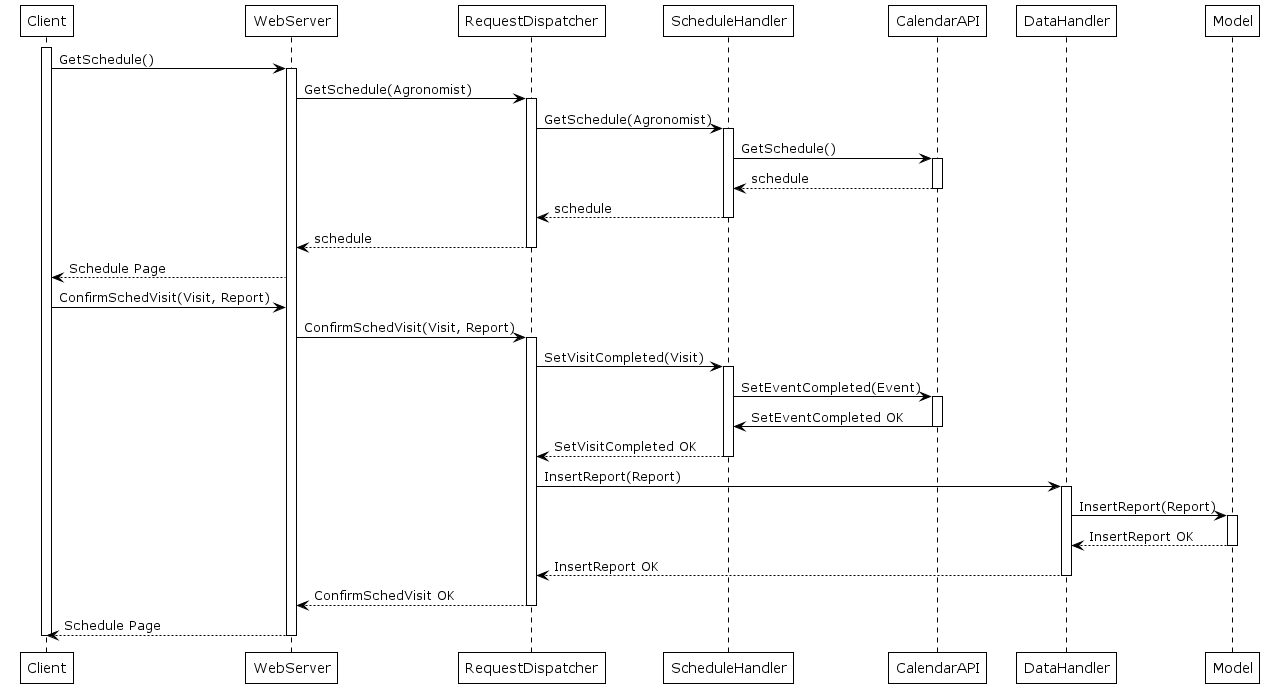 Client WebServer RequestDispatcher ScheduleHandler CalendarAPI DataHandler Model
GetSchedule()
GetSchedule(Agronomist)
GetSchedule(Agronomist)
GetSchedule()
schedule
schedule
schedule
Schedule Page
ConfirmSchedVisit(Visit, Report)
ConfirmSchedVisit(Visit, Report)
SetVisitCompleted(Visit)
SetEventCompleted(Event)
SetEventCompleted OK
SetVisitCompleted OK
InsertReport(Report)
InsertReport(Report)
InsertReport OK
InsertReport OK
ConfirmSchedVisit OK
Schedule Page
Client WebServer RequestDispatcher ScheduleHandler CalendarAPI DataHandler Model